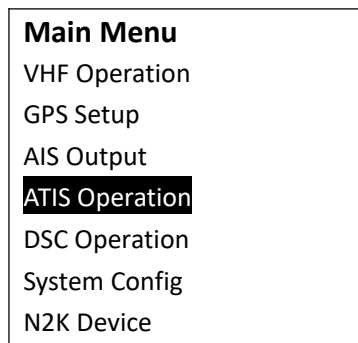 Main Menu
VHF Operation
GPS Setup
AIS Output
ATIS Operation
DSC Operation
System Config
N2K Device